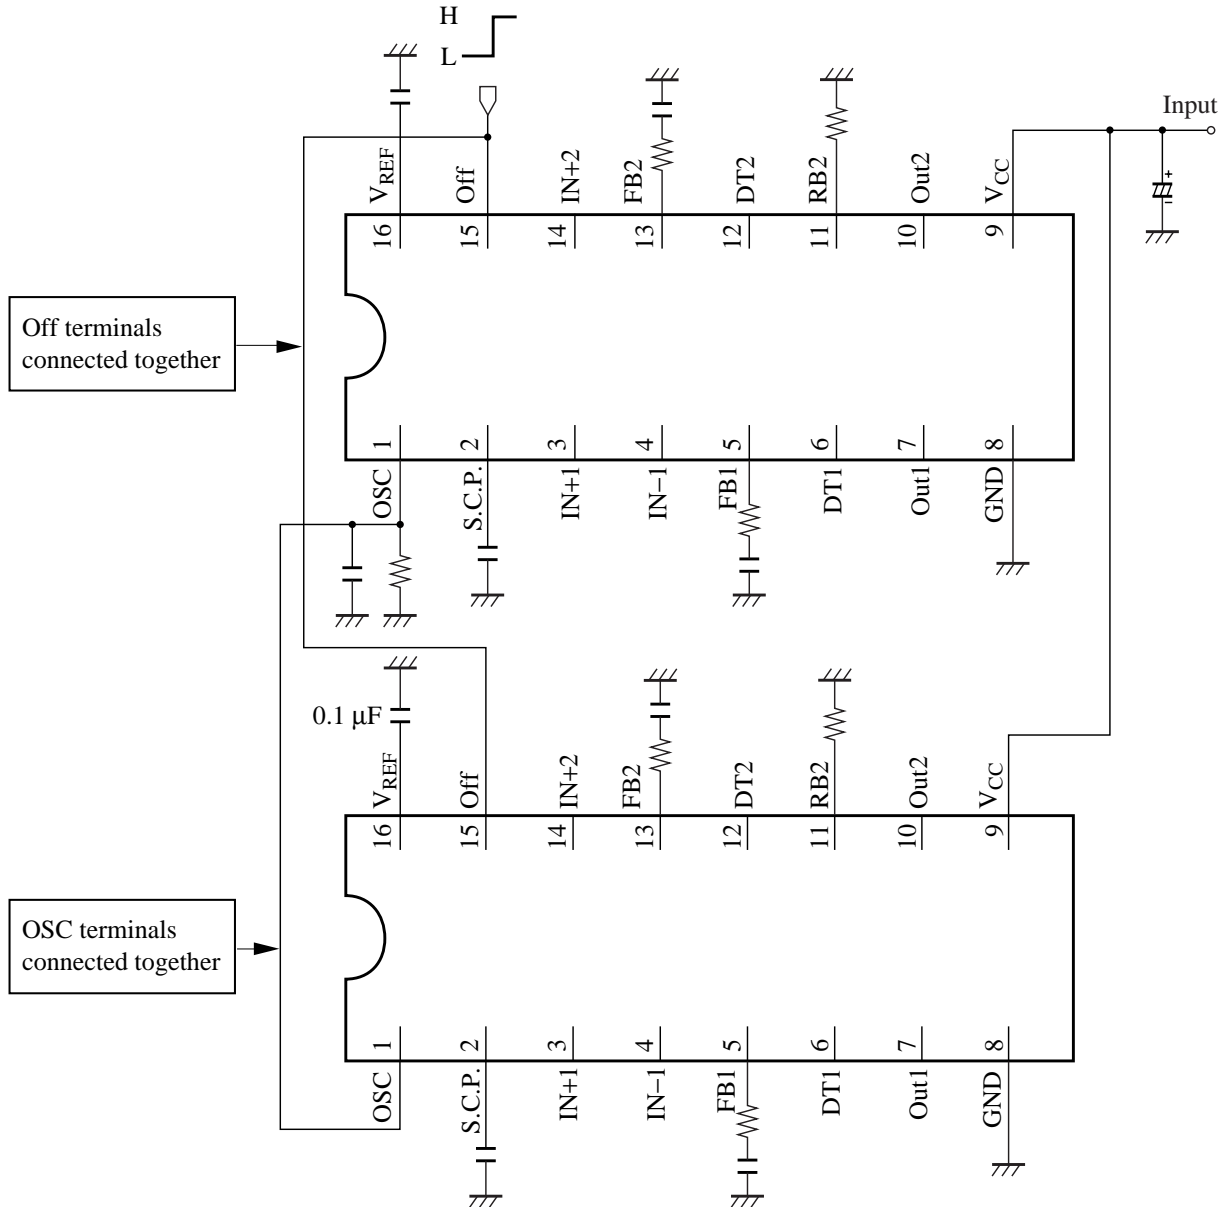 H
L
Input
V_REF
Off
IN+2
FB2
DT2
RB2
Out2
V_CC
16
15
14
13
12
11
10
9
Off terminals
connected together
1
2
3
4
5
6
7
8
OSC
S.C.P.
IN+1
IN−1
FB1
DT1
Out1
GND
0.1 μF
V_REF
Off
IN+2
FB2
DT2
RB2
Out2
V_CC
16
15
14
13
12
11
10
9
OSC terminals
connected together
1
2
3
4
5
6
7
8
OSC
S.C.P.
IN+1
IN−1
FB1
DT1
Out1
GND